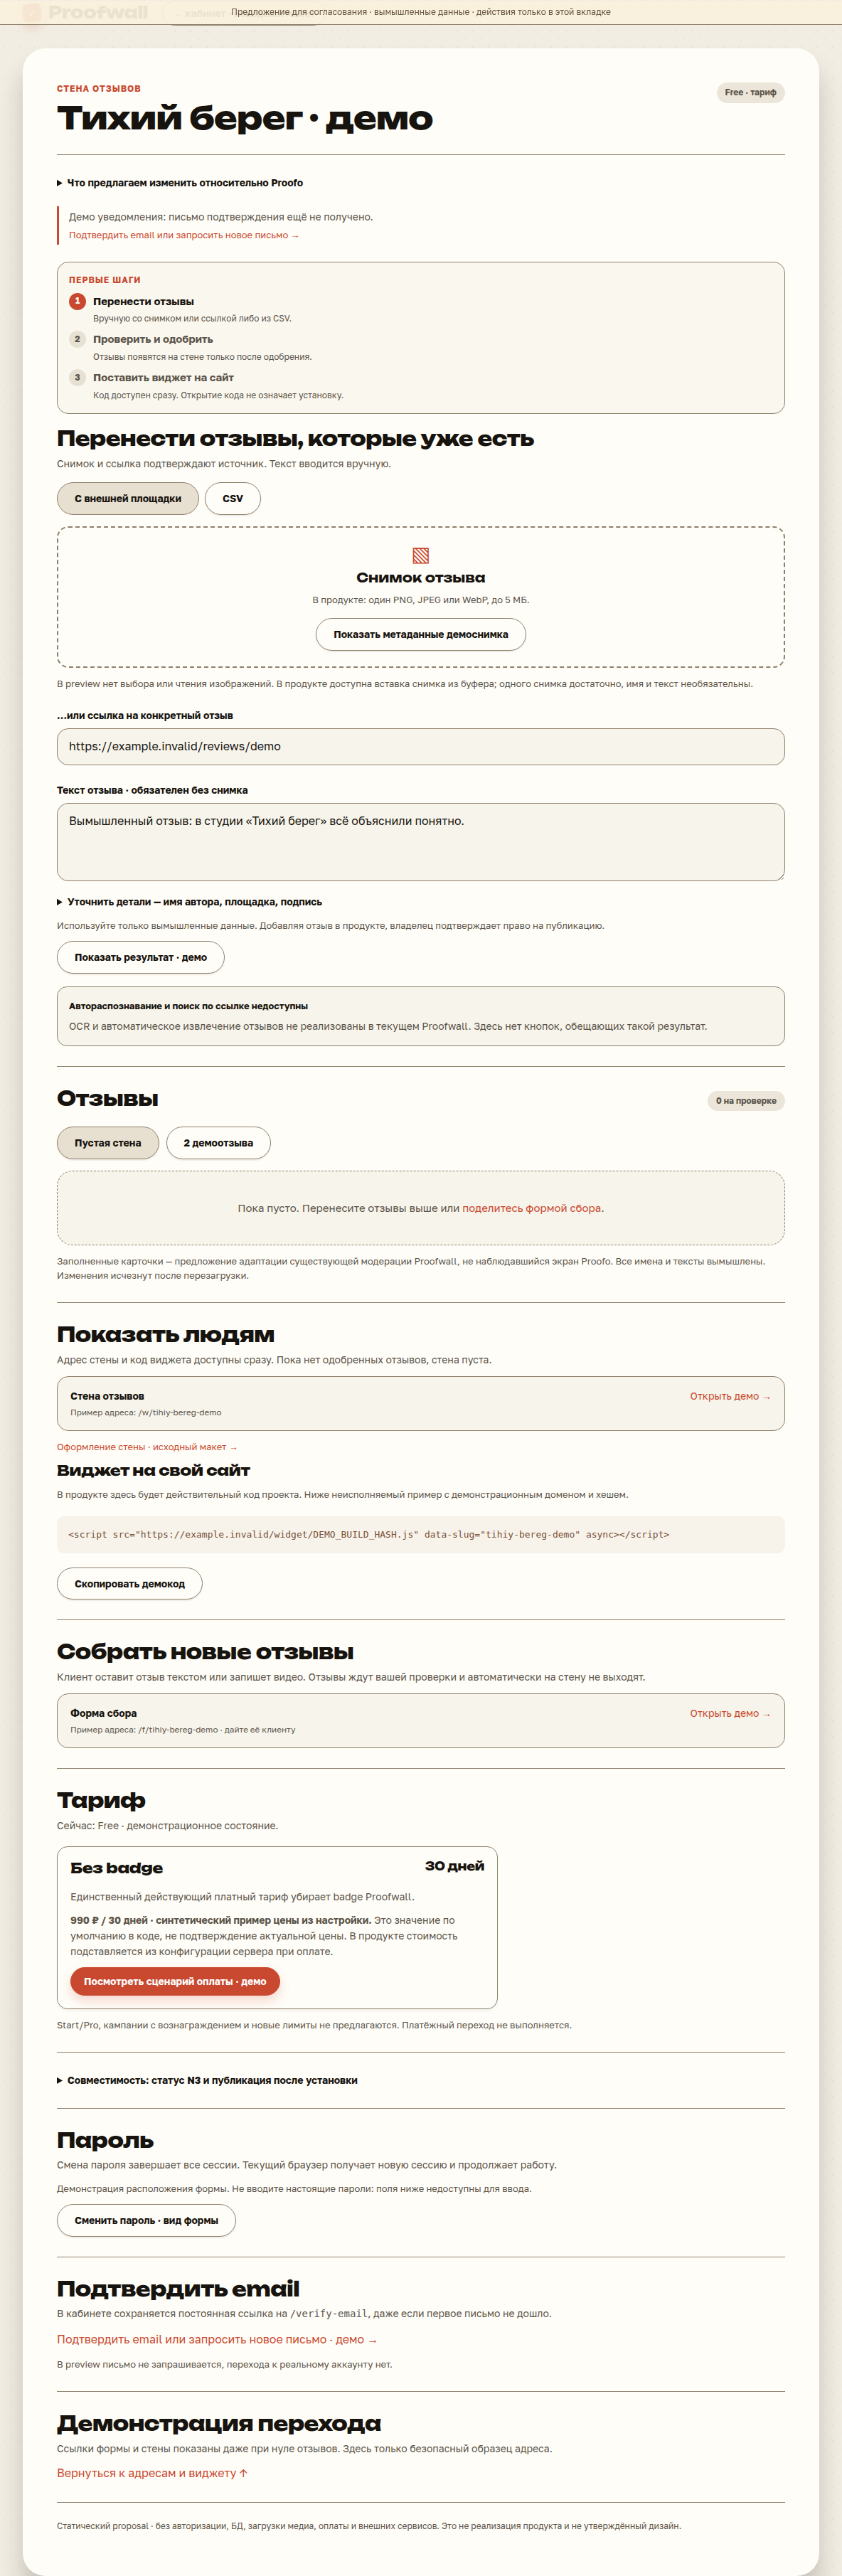 Proofwall
Предложение для согласования · вымышленные данные · действия только в этой вкладке
СТЕНА ОТЗЫВОВ
Free · тариф
Тихий берег · демо
▶ Что предлагаем изменить относительно Proofo
Демо уведомления: письмо подтверждения ещё не получено.
Подтвердить email или запросить новое письмо →
ПЕРВЫЕ ШАГИ
1 Перенести отзывы
Вручную со снимком или ссылкой либо из CSV.
2 Проверить и одобрить
Отзывы появятся на стене только после одобрения.
3 Поставить виджет на сайт
Код доступен сразу. Открытие кода не означает установку.
Перенести отзывы, которые уже есть
Снимок и ссылка подтверждают источник. Текст вводится вручную.
С внешней площадки
CSV
Снимок отзыва
В продукте: один PNG, JPEG или WebP, до 5 МБ.
Показать метаданные демоснимка
В preview нет выбора или чтения изображений. В продукте доступна вставка снимка из буфера; одного снимка достаточно, имя и текст необязательны.
…или ссылка на конкретный отзыв
https://example.invalid/reviews/demo
Текст отзыва · обязателен без снимка
Вымышленный отзыв: в студии «Тихий берег» всё объяснили понятно.
▶ Уточнить детали — имя автора, площадка, подпись
Используйте только вымышленные данные. Добавляя отзыв в продукте, владелец подтверждает право на публикацию.
Показать результат · демо
Автораспознавание и поиск по ссылке недоступны
OCR и автоматическое извлечение отзывов не реализованы в текущем Proofwall. Здесь нет кнопок, обещающих такой результат.
Отзывы
0 на проверке
Пустая стена
2 демоотзыва
Пока пусто. Перенесите отзывы выше или поделитесь формой сбора.
Заполненные карточки — предложение адаптации существующей модерации Proofwall, не наблюдавшийся экран Proofo. Все имена и тексты вымышлены.
Изменения исчезнут после перезагрузки.
Показать людям
Адрес стены и код виджета доступны сразу. Пока нет одобренных отзывов, стена пуста.
Стена отзывов
Открыть демо →
Пример адреса: /w/tihiy-bereg-demo
Оформление стены · исходный макет →
Виджет на свой сайт
В продукте здесь будет действительный код проекта. Ниже неисполняемый пример с демонстрационным доменом и хешем.
<script src="https://example.invalid/widget/DEMO_BUILD_HASH.js" data-slug="tihiy-bereg-demo" async></script>
Скопировать демокод
Собрать новые отзывы
Клиент оставит отзыв текстом или запишет видео. Отзывы ждут вашей проверки и автоматически на стену не выходят.
Форма сбора
Открыть демо →
Пример адреса: /f/tihiy-bereg-demo · дайте её клиенту
Тариф
Сейчас: Free · демонстрационное состояние.
Без badge
30 дней
Единственный действующий платный тариф убирает badge Proofwall.
990 ₽ / 30 дней · синтетический пример цены из настройки. Это значение по
умолчанию в коде, не подтверждение актуальной цены. В продукте стоимость
подставляется из конфигурации сервера при оплате.
Посмотреть сценарий оплаты · демо
Start/Pro, кампании с вознаграждением и новые лимиты не предлагаются. Платёжный переход не выполняется.
▶ Совместимость: статус N3 и публикация после установки
Пароль
Смена пароля завершает все сессии. Текущий браузер получает новую сессию и продолжает работу.
Демонстрация расположения формы. Не вводите настоящие пароли: поля ниже недоступны для ввода.
Сменить пароль · вид формы
Подтвердить email
В кабинете сохраняется постоянная ссылка на /verify-email, даже если первое письмо не дошло.
Подтвердить email или запросить новое письмо · демо →
В preview письмо не запрашивается, перехода к реальному аккаунту нет.
Демонстрация перехода
Ссылки формы и стены показаны даже при нуле отзывов. Здесь только безопасный образец адреса.
Вернуться к адресам и виджету ↑
Статический proposal · без авторизации, БД, загрузки медиа, оплаты и внешних сервисов. Это не реализация продукта и не утверждённый дизайн.